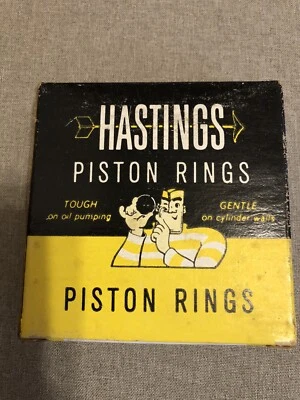 HASTINGS
PISTON RINGS
TOUGH
on oil pumping
GENTLE
on cylinder walls
PISTON RINGS